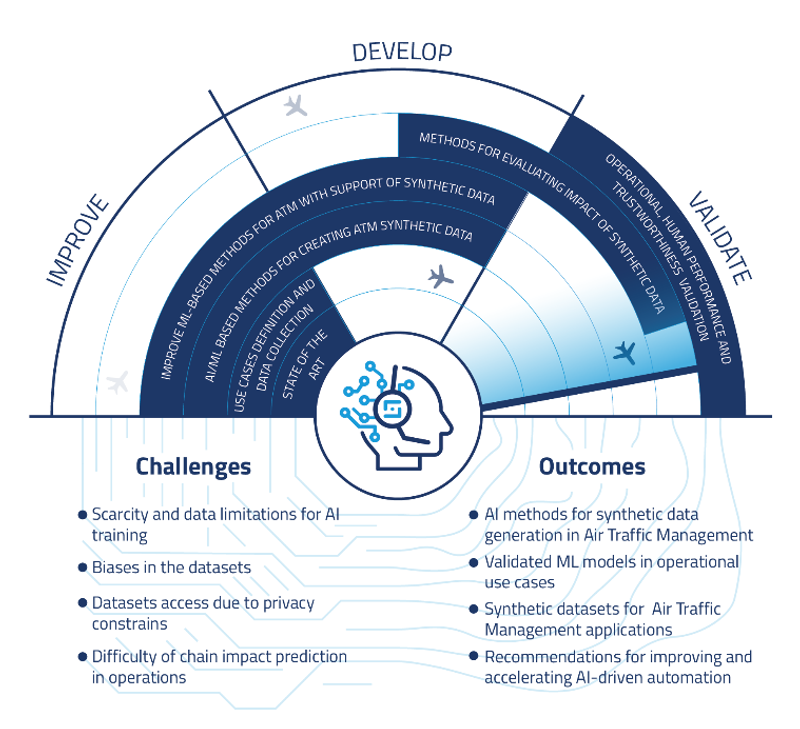 DEVELOP
IMPROVE
VALIDATE
METHODS FOR EVALUATING IMPACT OF SYNTHETIC DATA
OPERATIONAL HUMAN PERFORMANCE AND
TRUSTWORTHINESS VALIDATION
IMPROVE ML-BASED METHODS FOR ATM WITH SUPPORT OF SYNTHETIC DATA
AI/ML BASED METHODS FOR CREATING ATM SYNTHETIC DATA
USE CASES DEFINITION AND
DATA COLLECTION
STATE OF THE
ART
Challenges
Scarcity and data limitations for AI
training
Biases in the datasets
Datasets access due to privacy
constrains
Difficulty of chain impact prediction
in operations
Outcomes
AI methods for synthetic data
generation in Air Traffic Management
Validated ML models in operational
use cases
Synthetic datasets for Air Traffic
Management applications
Recommendations for improving and
accelerating AI-driven automation